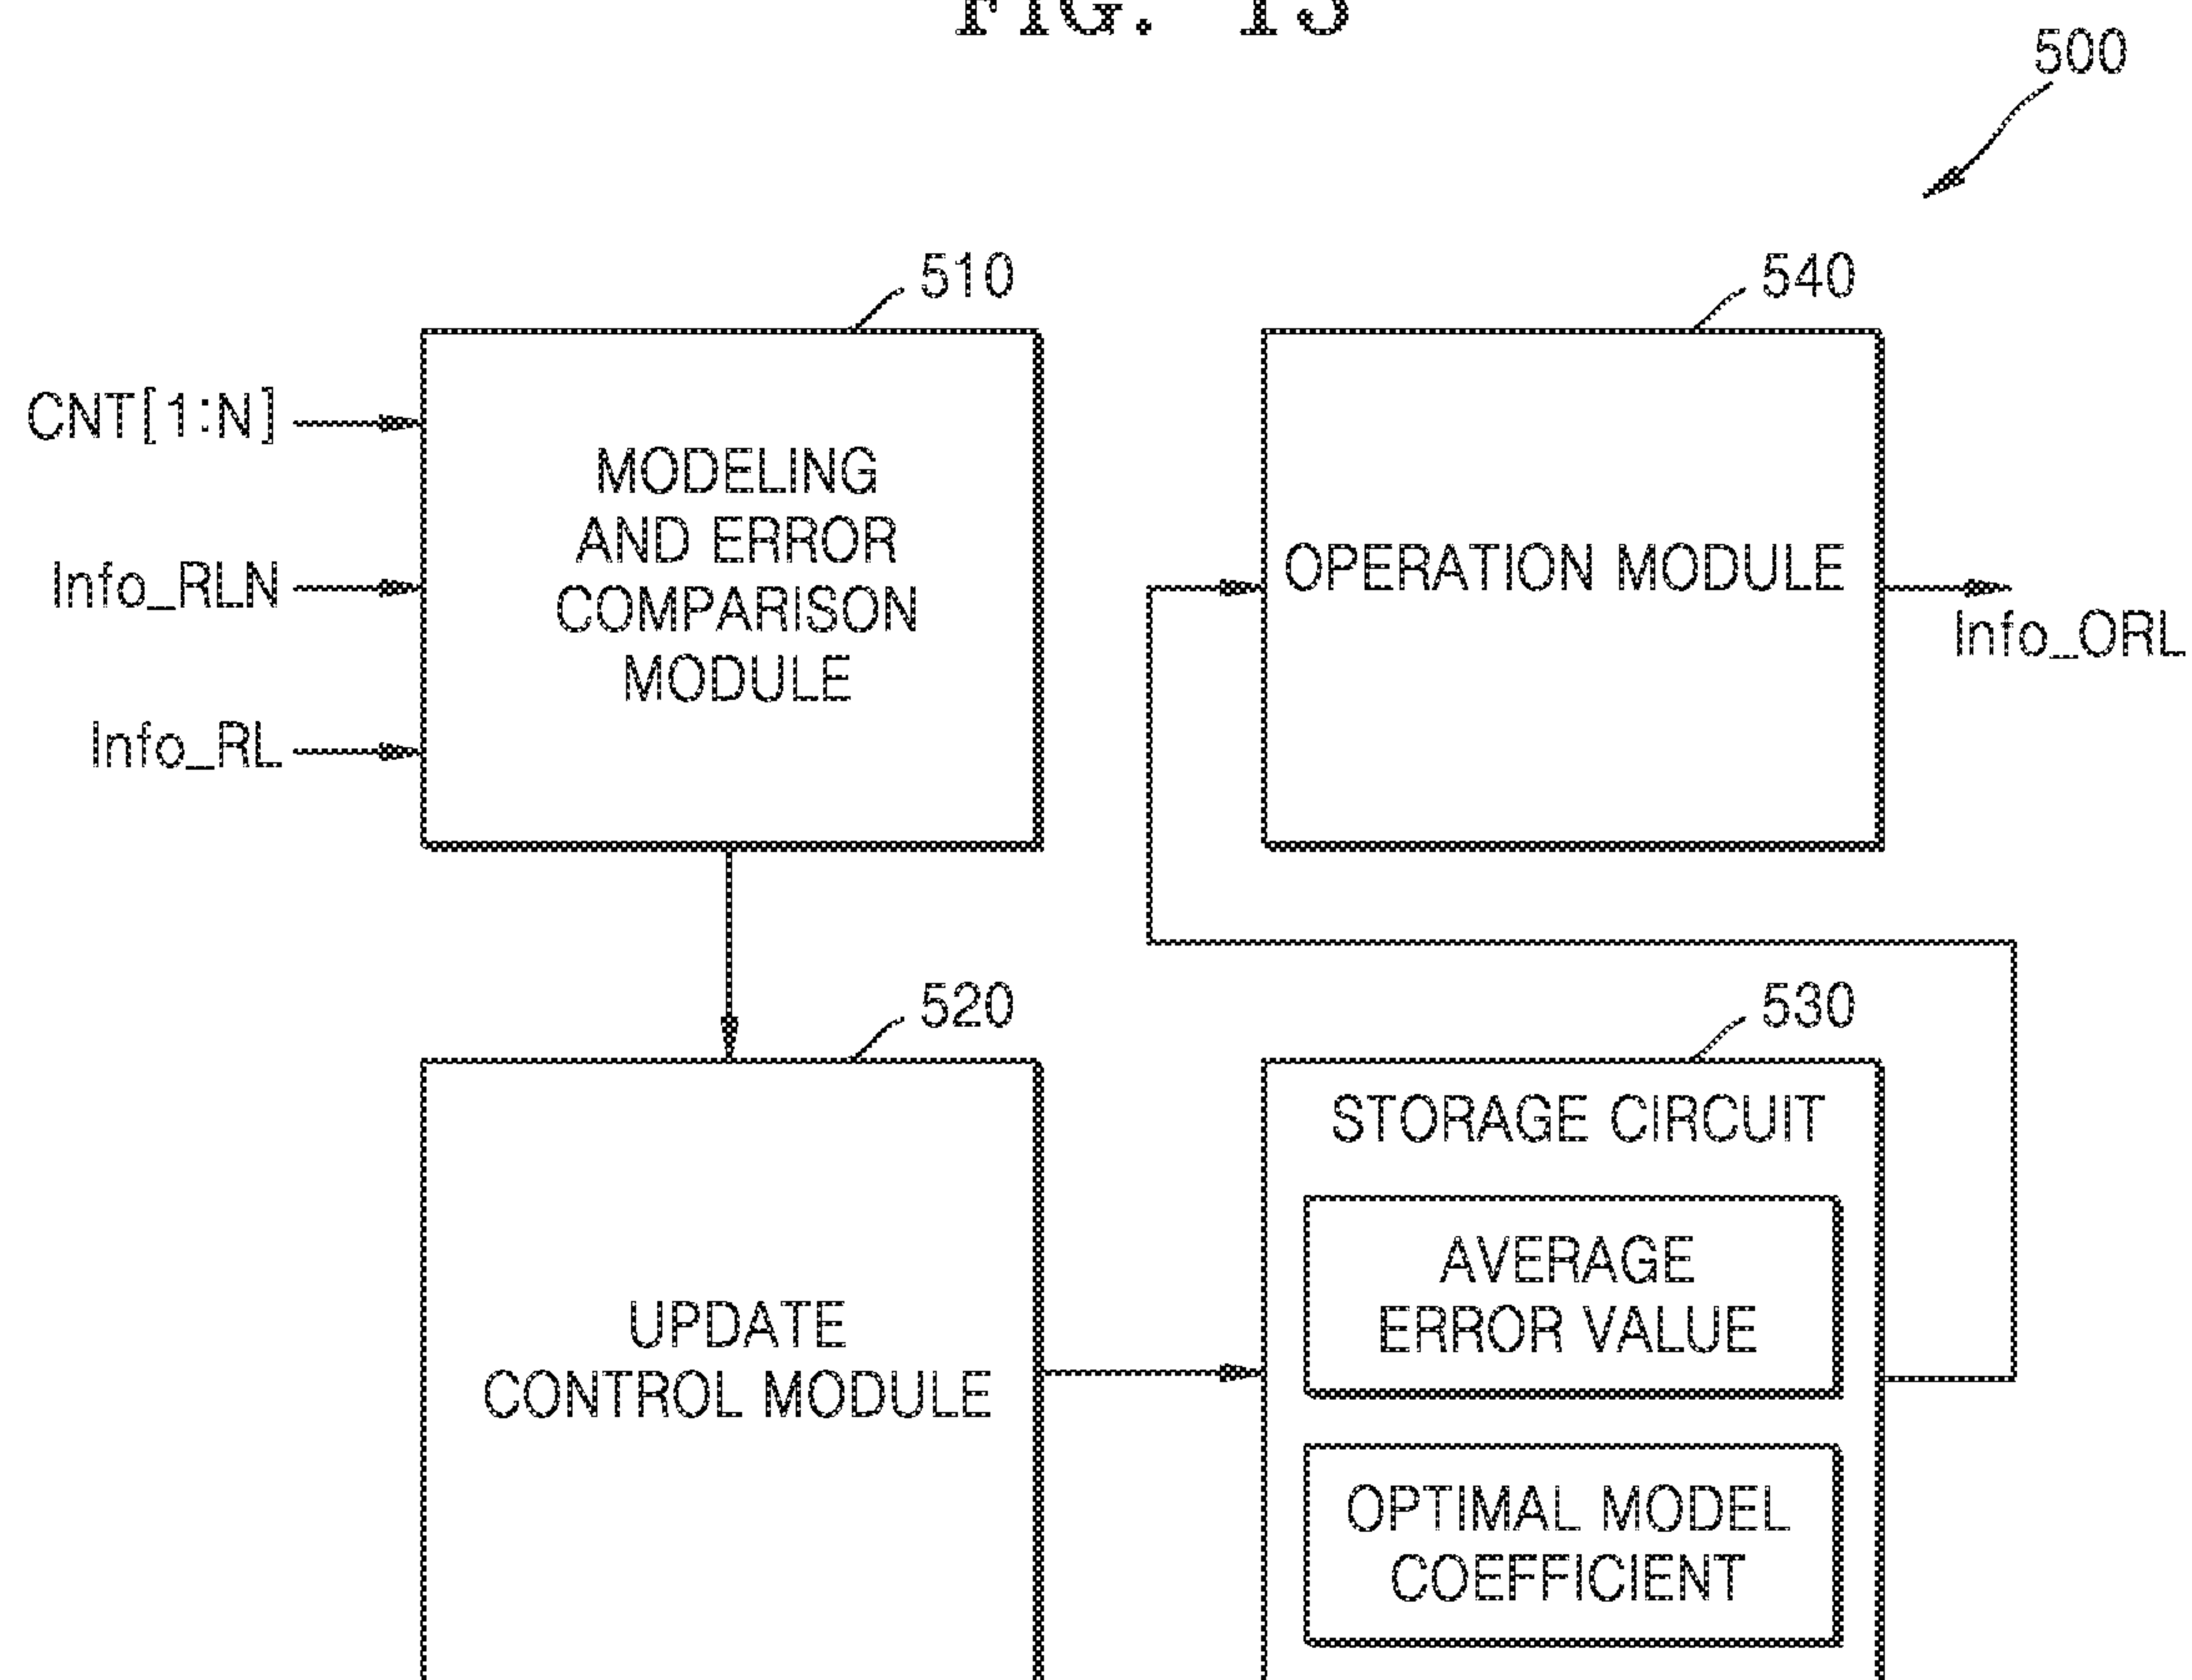 FIG.
500
510
540
CNT[1:N]
Info_RLN
Info_RL
MODELING
AND ERROR
COMPARISON
MODULE
OPERATION MODULE
Info_ORL
520
530
UPDATE
CONTROL MODULE
STORAGE CIRCUIT
AVERAGE
ERROR VALUE
OPTIMAL MODEL
COEFFICIENT